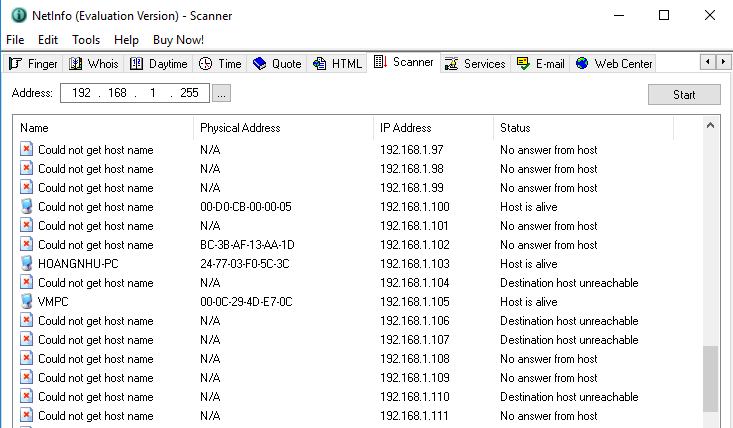 NetInfo (Evaluation Version) - Scanner
File Edit Tools Help Buy Now!
Finger Whois Daytime Time Quote HTML Scanner Services E-mail Web Center
Address: 192 . 168 . 1 . 255 ... Start
Name Physical Address IP Address Status
Could not get host name N/A 192.168.1.97 No answer from host
Could not get host name N/A 192.168.1.98 No answer from host
Could not get host name N/A 192.168.1.99 No answer from host
Could not get host name 00-D0-CB-00-00-05 192.168.1.100 Host is alive
Could not get host name N/A 192.168.1.101 No answer from host
Could not get host name BC-3B-AF-13-AA-1D 192.168.1.102 No answer from host
HOANGNHU-PC 24-77-03-F0-5C-3C 192.168.1.103 Host is alive
Could not get host name N/A 192.168.1.104 Destination host unreachable
VMPC 00-0C-29-4D-E7-0C 192.168.1.105 Host is alive
Could not get host name N/A 192.168.1.106 Destination host unreachable
Could not get host name N/A 192.168.1.107 Destination host unreachable
Could not get host name N/A 192.168.1.108 No answer from host
Could not get host name N/A 192.168.1.109 No answer from host
Could not get host name N/A 192.168.1.110 Destination host unreachable
Could not get host name N/A 192.168.1.111 No answer from host